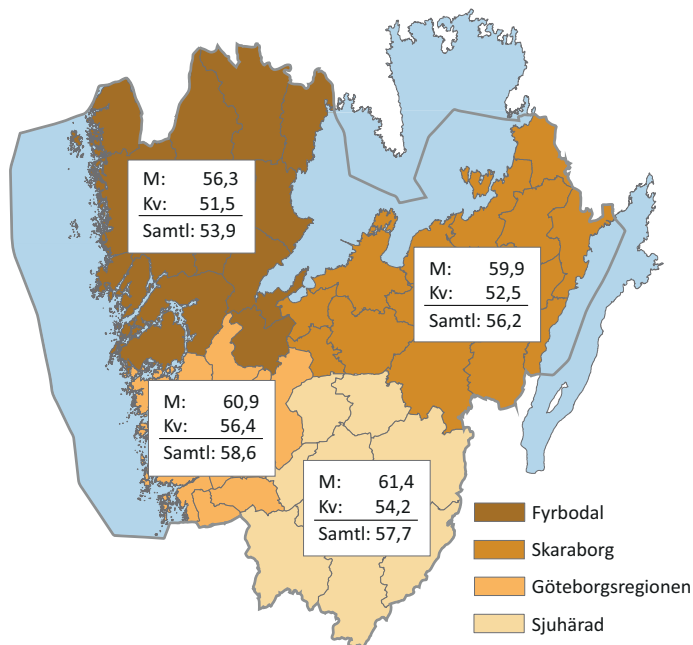 M: 56,3
Kv: 51,5
Samtl: 53,9
M: 59,9
Kv: 52,5
Samtl: 56,2
M: 60,9
Kv: 56,4
Samtl: 58,6
M: 61,4
Kv: 54,2
Samtl: 57,7
Fyrbodal
Skaraborg
Göteborgsregionen
Sjuhärad